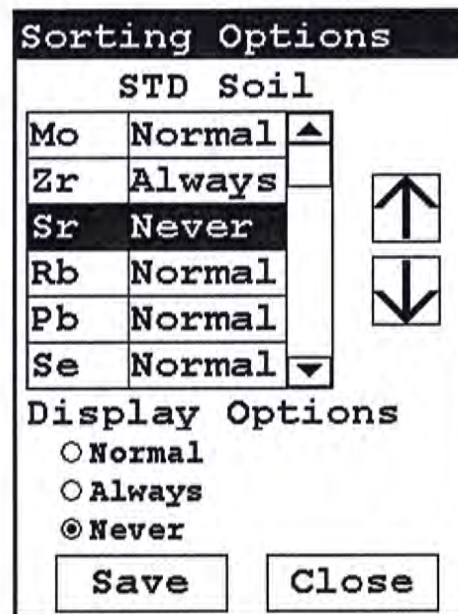 Sorting Options
STD Soil
Mo Normal
Zr Always
Sr Never
Rb Normal
Pb Normal
Se Normal
Display Options
Normal
Always
Never
Save Close